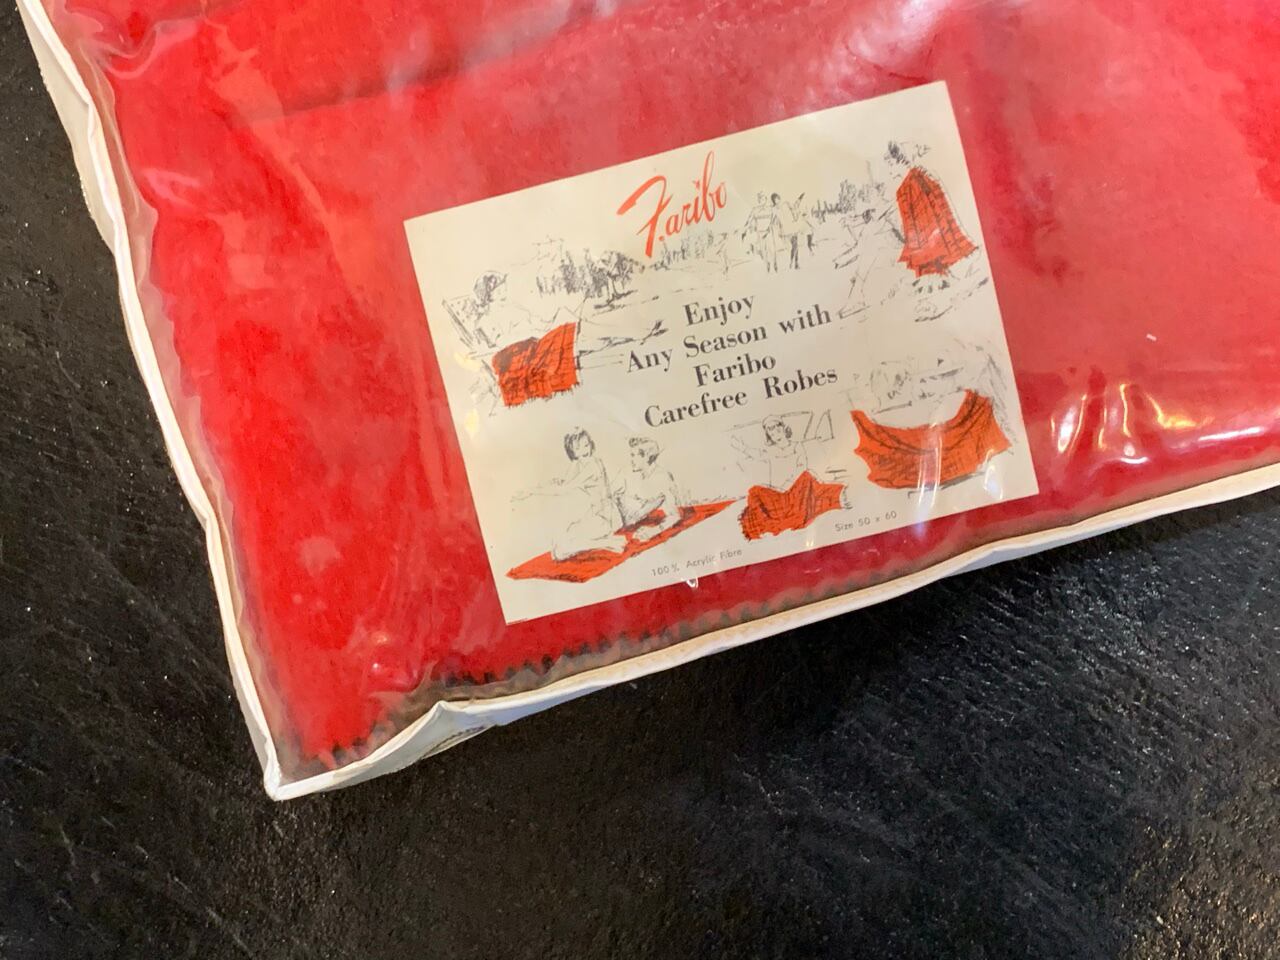 Faribo
Enjoy
Any Season with
Faribo
Carefree Robes
100% Acrylic Fibre
Size 50 x 60